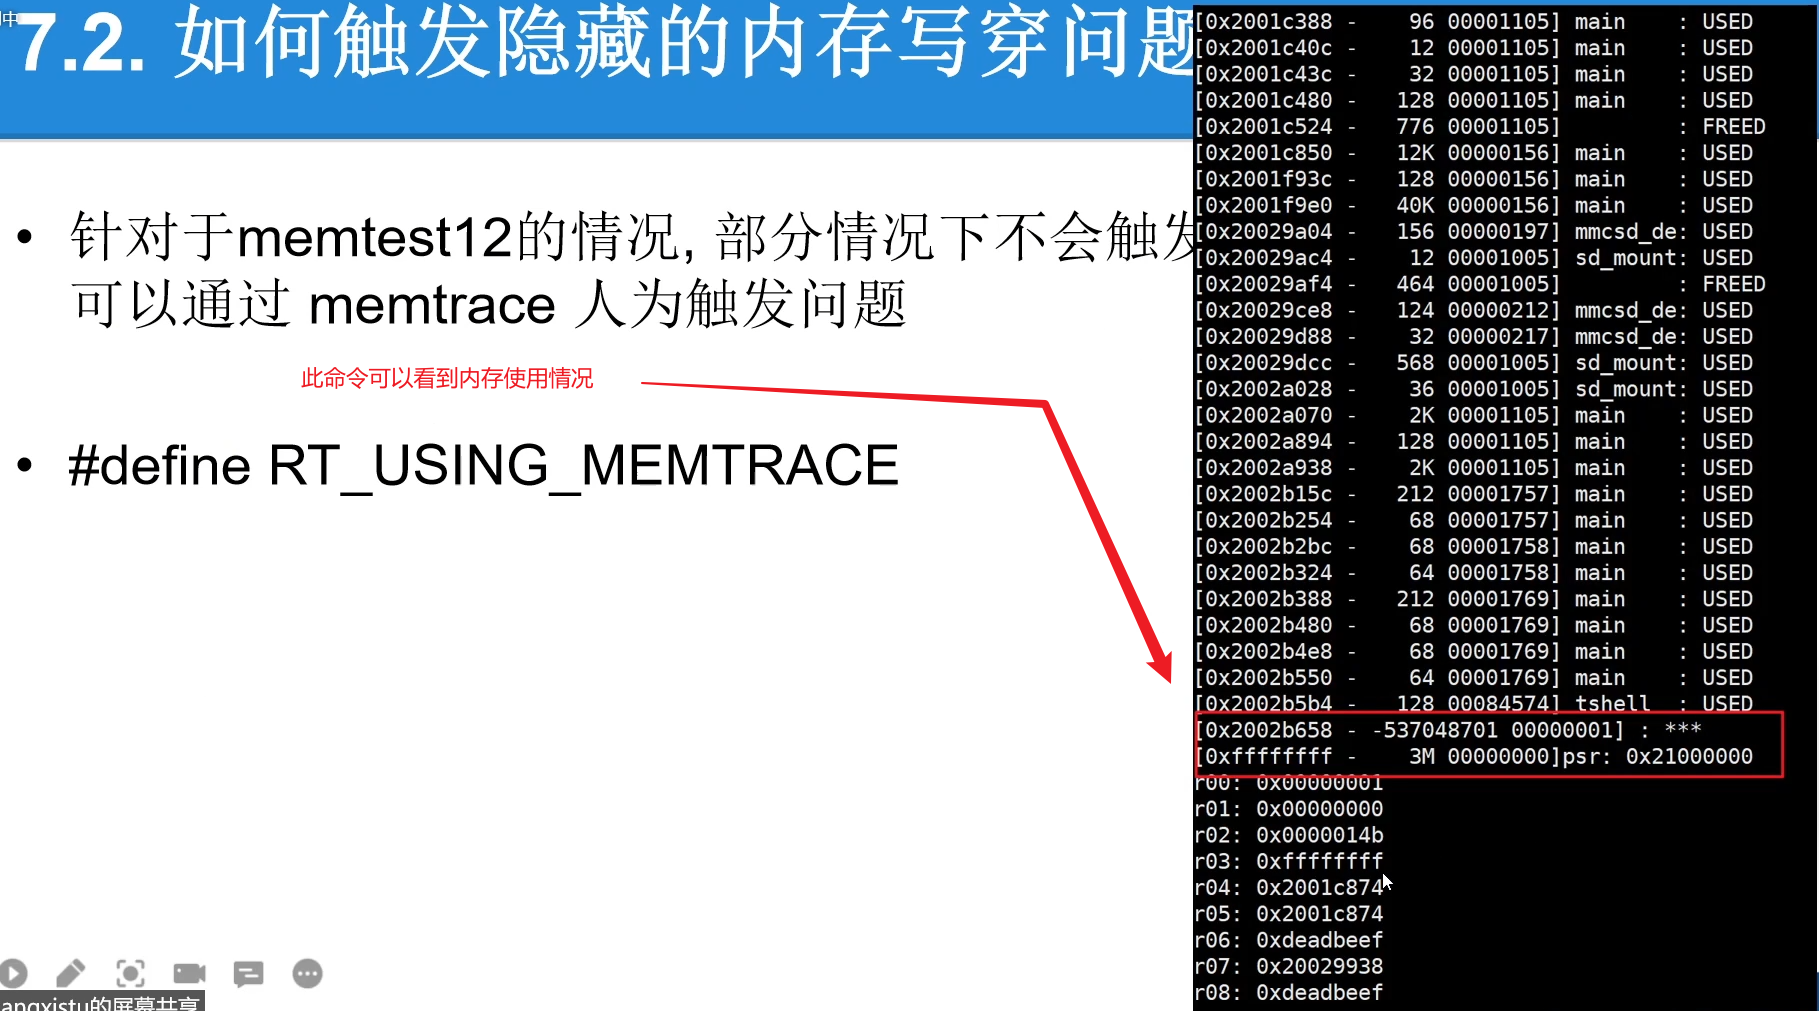 7.2. 如何触发隐藏的内存写穿问题
• 针对于memtest12的情况, 部分情况下不会触发
可以通过 memtrace 人为触发问题
此命令可以看到内存使用情况
• #define RT_USING_MEMTRACE
[0x2001c388 - 96 00001105] main : USED
[0x2001c40c - 12 00001105] main : USED
[0x2001c43c - 32 00001105] main : USED
[0x2001c480 - 128 00001105] main : USED
[0x2001c524 - 776 00001105] : FREED
[0x2001c850 - 12K 00000156] main : USED
[0x2001f93c - 128 00000156] main : USED
[0x2001f9e0 - 40K 00000156] main : USED
[0x20029a04 - 156 00000197] mmcsd_de: USED
[0x20029ac4 - 12 00001005] sd_mount: USED
[0x20029af4 - 464 00001005] : FREED
[0x20029ce8 - 124 00000212] mmcsd_de: USED
[0x20029d88 - 32 00000217] mmcsd_de: USED
[0x20029dcc - 568 00001005] sd_mount: USED
[0x2002a028 - 36 00001005] sd_mount: USED
[0x2002a070 - 2K 00001105] main : USED
[0x2002a894 - 128 00001105] main : USED
[0x2002a938 - 2K 00001105] main : USED
[0x2002b15c - 212 00001757] main : USED
[0x2002b254 - 68 00001757] main : USED
[0x2002b2bc - 68 00001758] main : USED
[0x2002b324 - 64 00001758] main : USED
[0x2002b388 - 212 00001769] main : USED
[0x2002b480 - 68 00001769] main : USED
[0x2002b4e8 - 68 00001769] main : USED
[0x2002b550 - 64 00001769] main : USED
[0x2002b5b4 - 128 00084574] tshell : USED
[0x2002b658 - -537048701 00000001] : ***
[0xffffffff - 3M 00000000]psr: 0x21000000
r00: 0x00000001
r01: 0x00000000
r02: 0x0000014b
r03: 0xffffffff
r04: 0x2001c874
r05: 0x2001c874
r06: 0xdeadbeef
r07: 0x20029938
r08: 0xdeadbeef
angxistu的屏幕共享